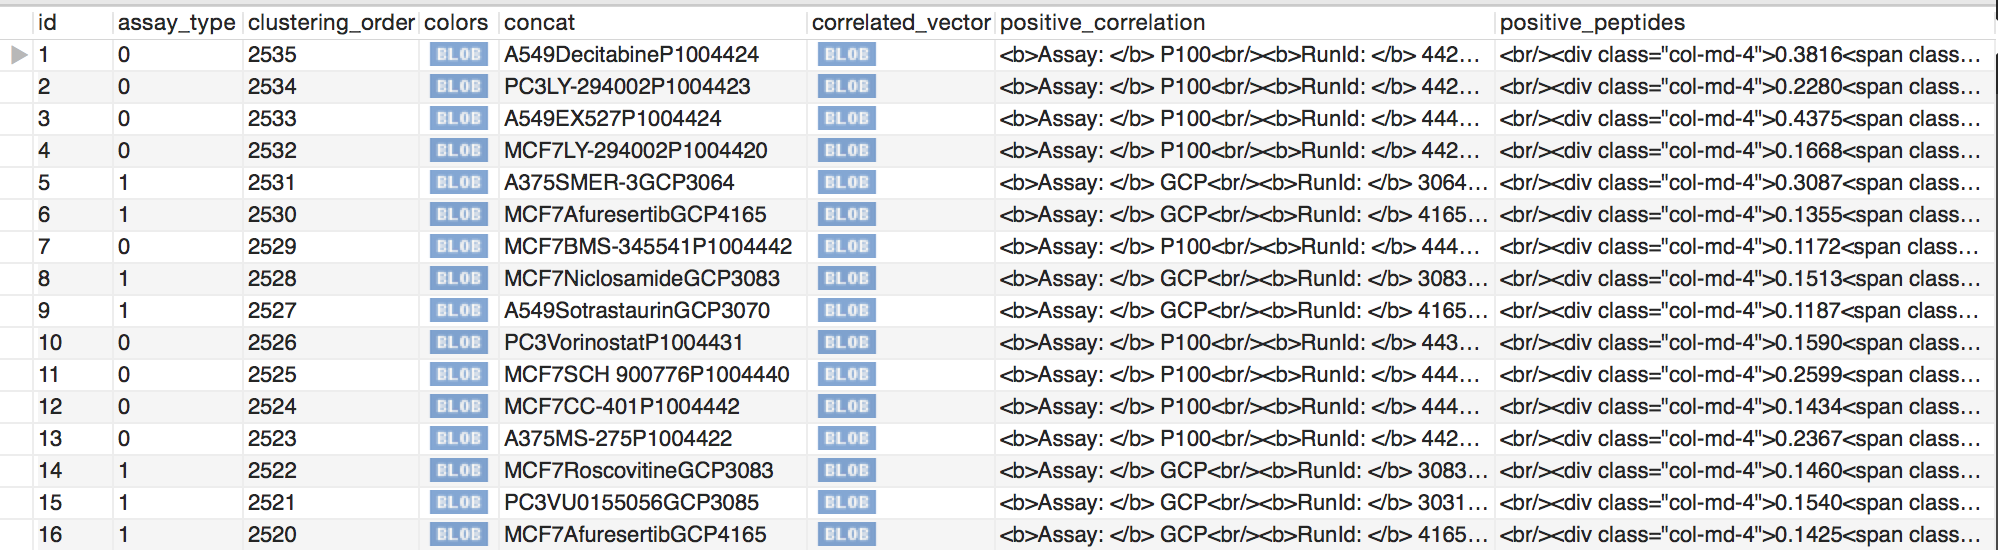 id assay_type clustering_order colors concat correlated_vector positive_correlation positive_peptides
1 0 2535 BLOB A549DecitabineP1004424 BLOB <b>Assay: </b> P100<br/><b>RunId: </b> 442... <br/><div class="col-md-4">0.3816<span class...
2 0 2534 BLOB PC3LY-294002P1004423 BLOB <b>Assay: </b> P100<br/><b>RunId: </b> 442... <br/><div class="col-md-4">0.2280<span class...
3 0 2533 BLOB A549EX527P1004424 BLOB <b>Assay: </b> P100<br/><b>RunId: </b> 444... <br/><div class="col-md-4">0.4375<span class...
4 0 2532 BLOB MCF7LY-294002P1004420 BLOB <b>Assay: </b> P100<br/><b>RunId: </b> 442... <br/><div class="col-md-4">0.1668<span class...
5 1 2531 BLOB A375SMER-3GCP3064 BLOB <b>Assay: </b> GCP<br/><b>RunId: </b> 3064... <br/><div class="col-md-4">0.3087<span class...
6 1 2530 BLOB MCF7AfuresertibGCP4165 BLOB <b>Assay: </b> GCP<br/><b>RunId: </b> 4165... <br/><div class="col-md-4">0.1355<span class...
7 0 2529 BLOB MCF7BMS-345541P1004442 BLOB <b>Assay: </b> P100<br/><b>RunId: </b> 444... <br/><div class="col-md-4">0.1172<span class...
8 1 2528 BLOB MCF7NiclosamideGCP3083 BLOB <b>Assay: </b> GCP<br/><b>RunId: </b> 3083... <br/><div class="col-md-4">0.1513<span class...
9 1 2527 BLOB A549SotrastaurinGCP3070 BLOB <b>Assay: </b> GCP<br/><b>RunId: </b> 4165... <br/><div class="col-md-4">0.1187<span class...
10 0 2526 BLOB PC3VorinostatP1004431 BLOB <b>Assay: </b> P100<br/><b>RunId: </b> 443... <br/><div class="col-md-4">0.1590<span class...
11 0 2525 BLOB MCF7SCH 900776P1004440 BLOB <b>Assay: </b> P100<br/><b>RunId: </b> 444... <br/><div class="col-md-4">0.2599<span class...
12 0 2524 BLOB MCF7CC-401P1004442 BLOB <b>Assay: </b> P100<br/><b>RunId: </b> 444... <br/><div class="col-md-4">0.1434<span class...
13 0 2523 BLOB A375MS-275P1004422 BLOB <b>Assay: </b> P100<br/><b>RunId: </b> 442... <br/><div class="col-md-4">0.2367<span class...
14 1 2522 BLOB MCF7RoscovitineGCP3083 BLOB <b>Assay: </b> GCP<br/><b>RunId: </b> 3083... <br/><div class="col-md-4">0.1460<span class...
15 1 2521 BLOB PC3VU0155056GCP3085 BLOB <b>Assay: </b> GCP<br/><b>RunId: </b> 3031... <br/><div class="col-md-4">0.1540<span class...
16 1 2520 BLOB MCF7AfuresertibGCP4165 BLOB <b>Assay: </b> GCP<br/><b>RunId: </b> 4165... <br/><div class="col-md-4">0.1425<span class...